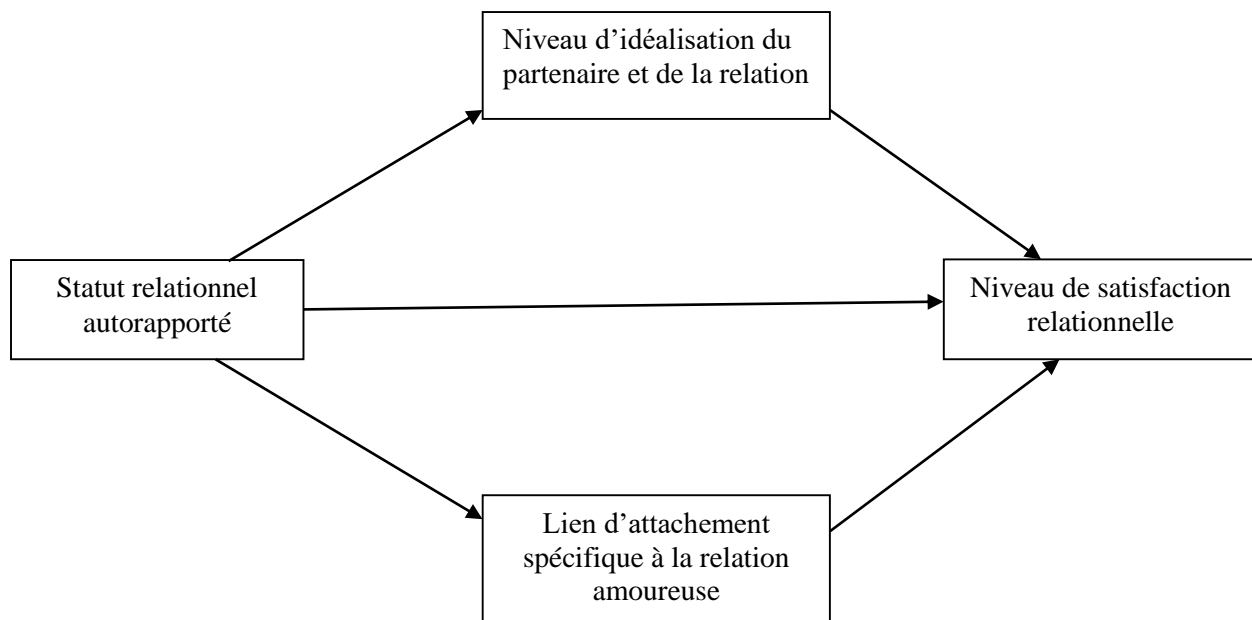 Niveau d’idéalisation du
partenaire et de la relation
Statut relationnel
autorapporté
Niveau de satisfaction
relationnelle
Lien d’attachement
spécifique à la relation
amoureuse